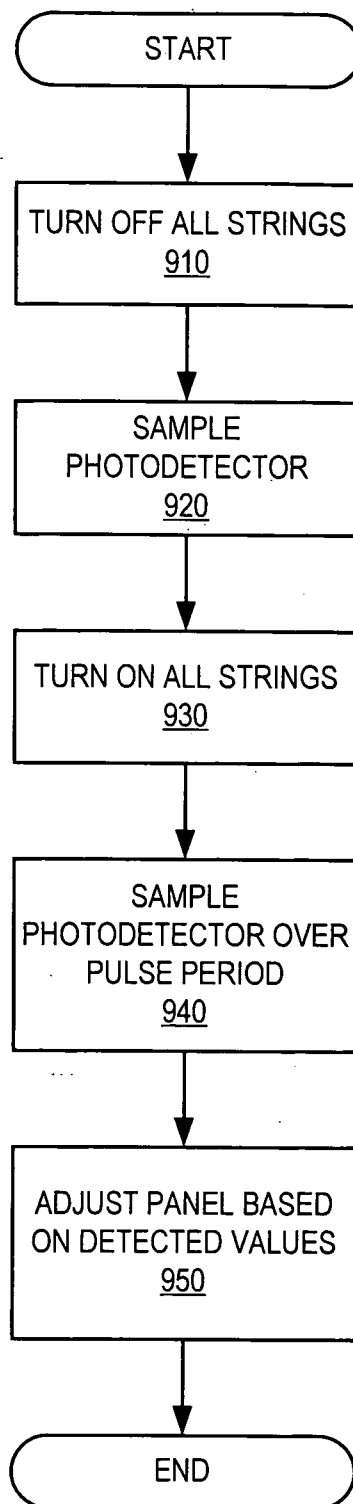 START
TURN OFF ALL STRINGS
910
SAMPLE
PHOTODETECTOR
920
TURN ON ALL STRINGS
930
SAMPLE
PHOTODETECTOR OVER
PULSE PERIOD
940
ADJUST PANEL BASED
ON DETECTED VALUES
950
END